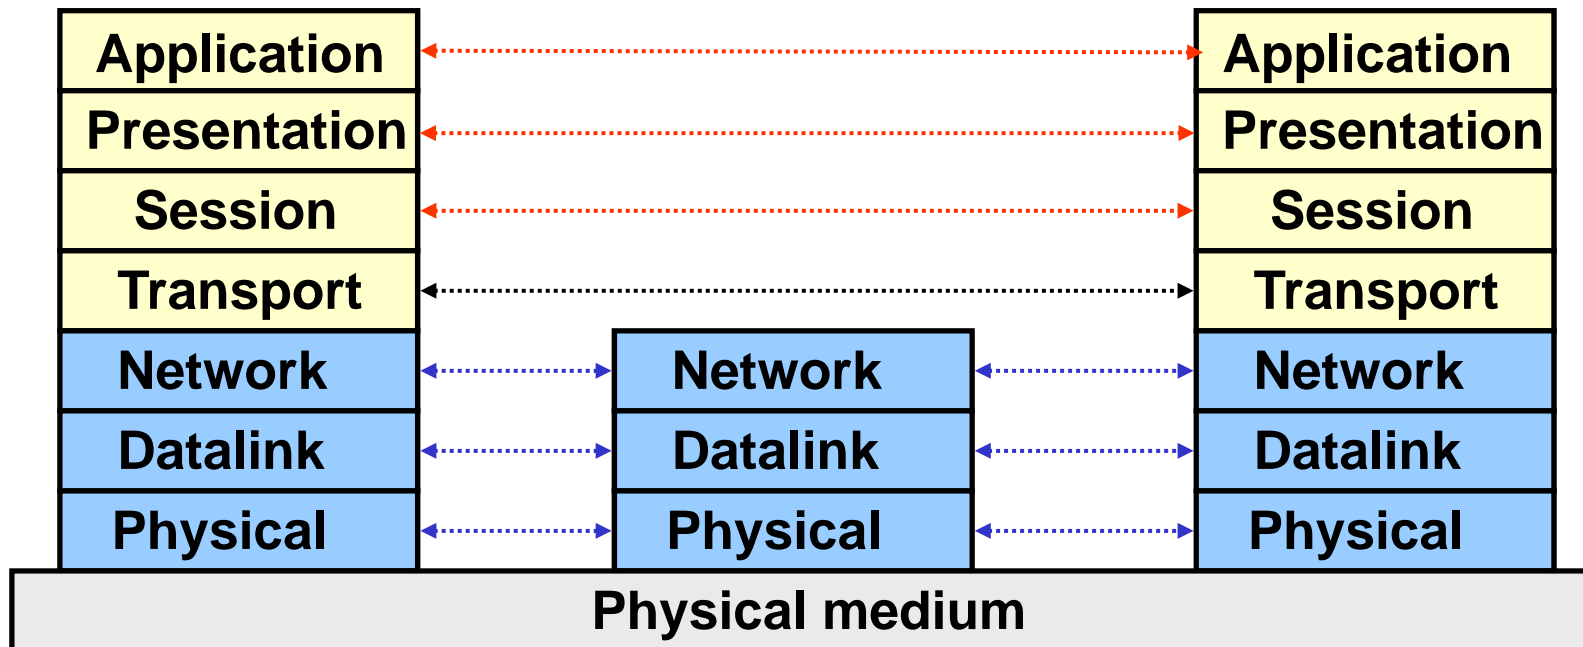 Application Application
Presentation Presentation
Session Session
Transport Transport
Network Network Network
Datalink Datalink Datalink
Physical Physical Physical
Physical medium